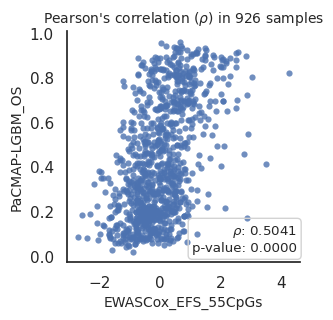 Pearson's correlation (ρ) in 926 samples
1.0
0.8
0.6
0.4
0.2
0.0
PaCMAP-LGBM_OS
ρ: 0.5041
p-value: 0.0000
−2 0 2 4
EWASCox_EFS_55CpGs